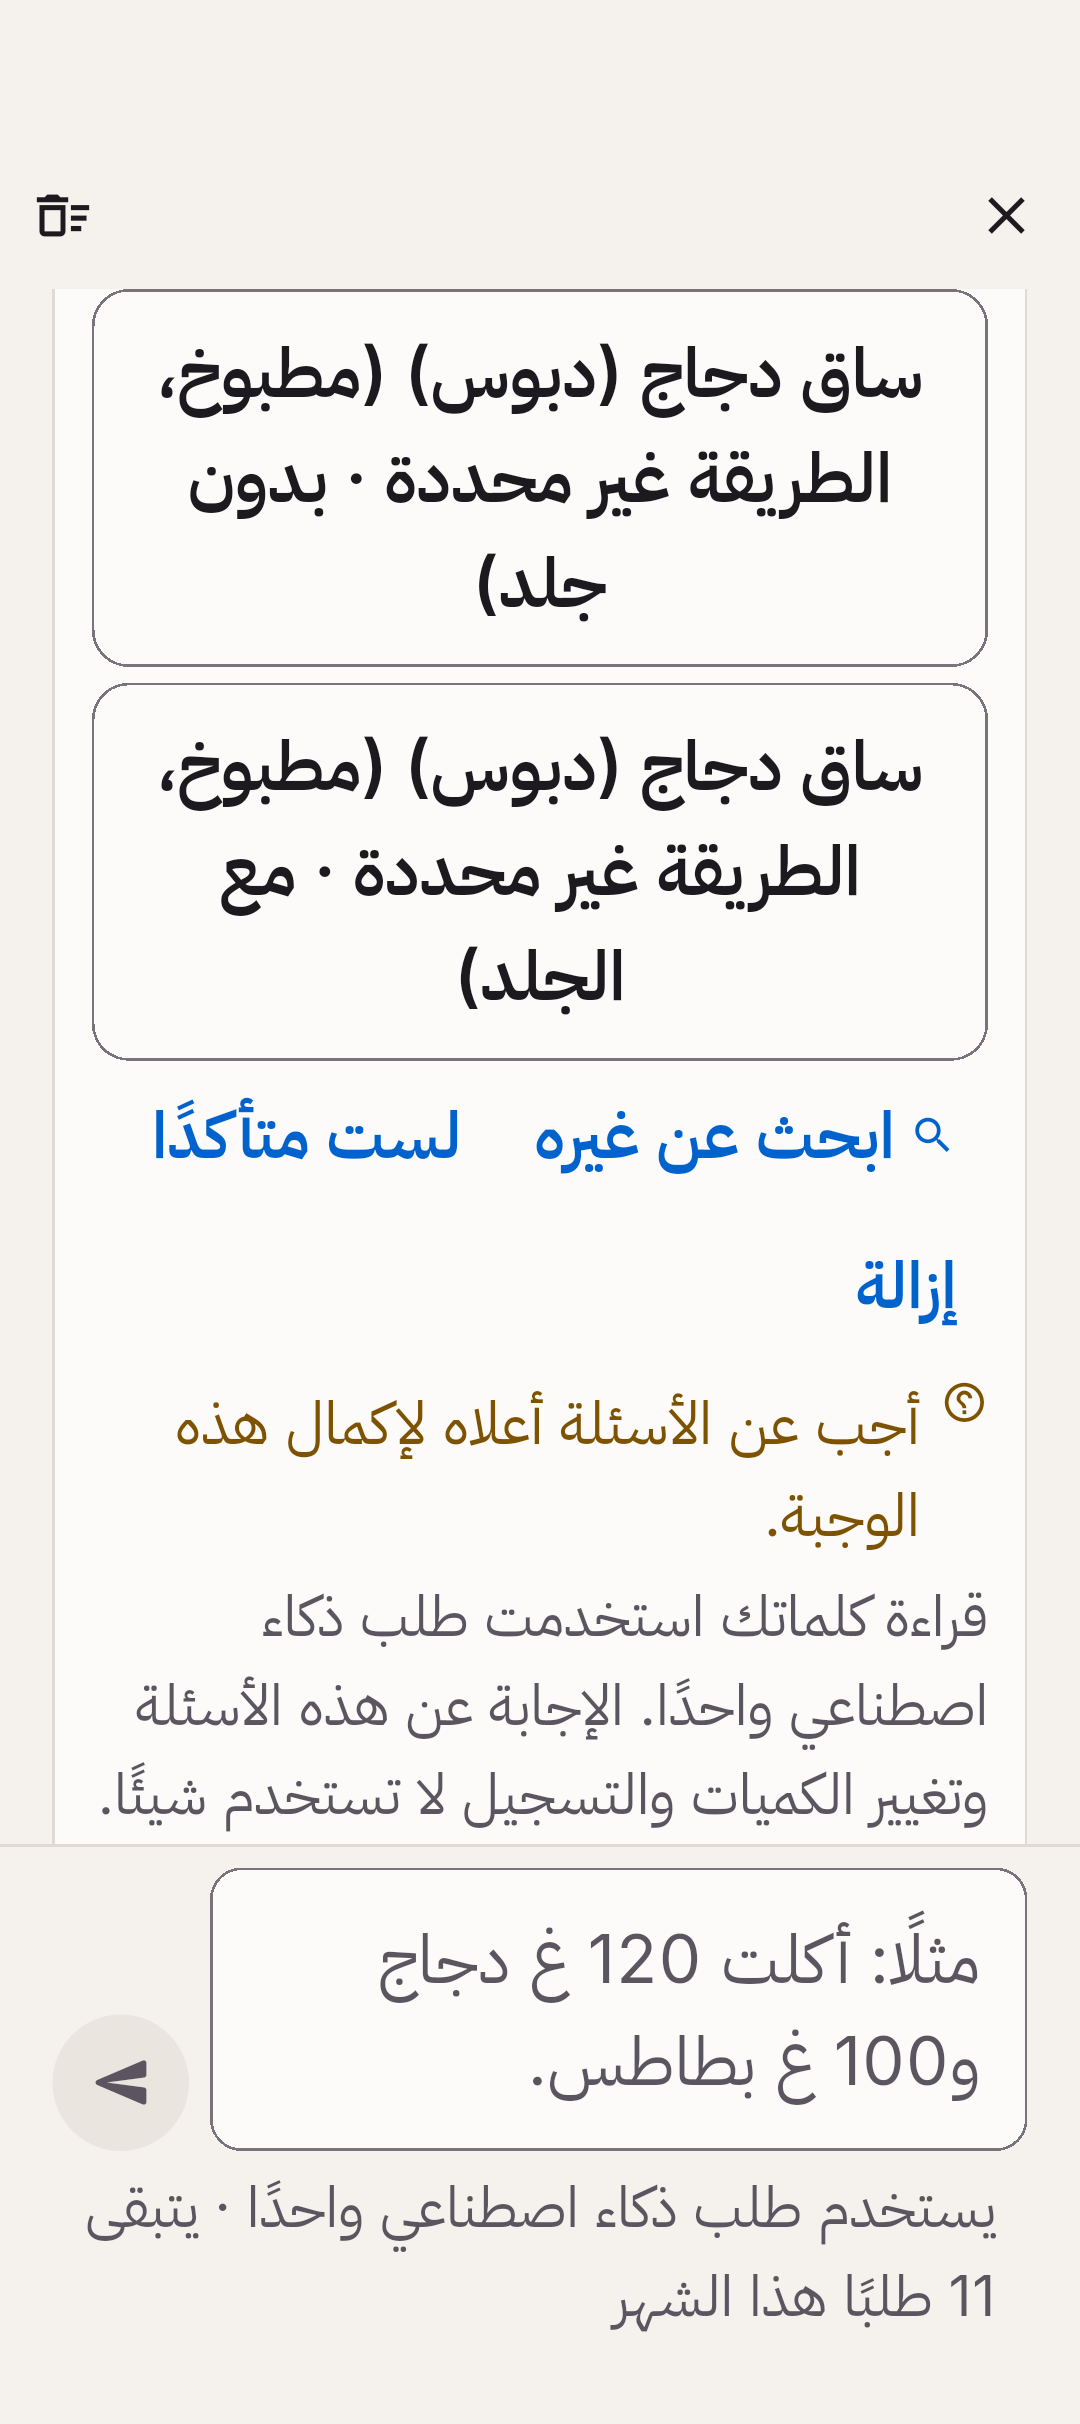 ساق دجاج (دبوس) (مطبوخ،
الطريقة غير محددة · بدون
جلد)
ساق دجاج (دبوس) (مطبوخ،
الطريقة غير محددة · مع
الجلد)
ابحث عن غيره لست متأكدًا
إزالة
أجب عن الأسئلة أعلاه لإكمال هذه
الوجبة.
قراءة كلماتك استخدمت طلب ذكاء
اصطناعي واحدًا. الإجابة عن هذه الأسئلة
وتغيير الكميات والتسجيل لا تستخدم شيئًا.
مثلًا: أكلت 120 غ دجاج
و100 غ بطاطس.
يستخدم طلب ذكاء اصطناعي واحدًا · يتبقى
11 طلبًا هذا الشهر